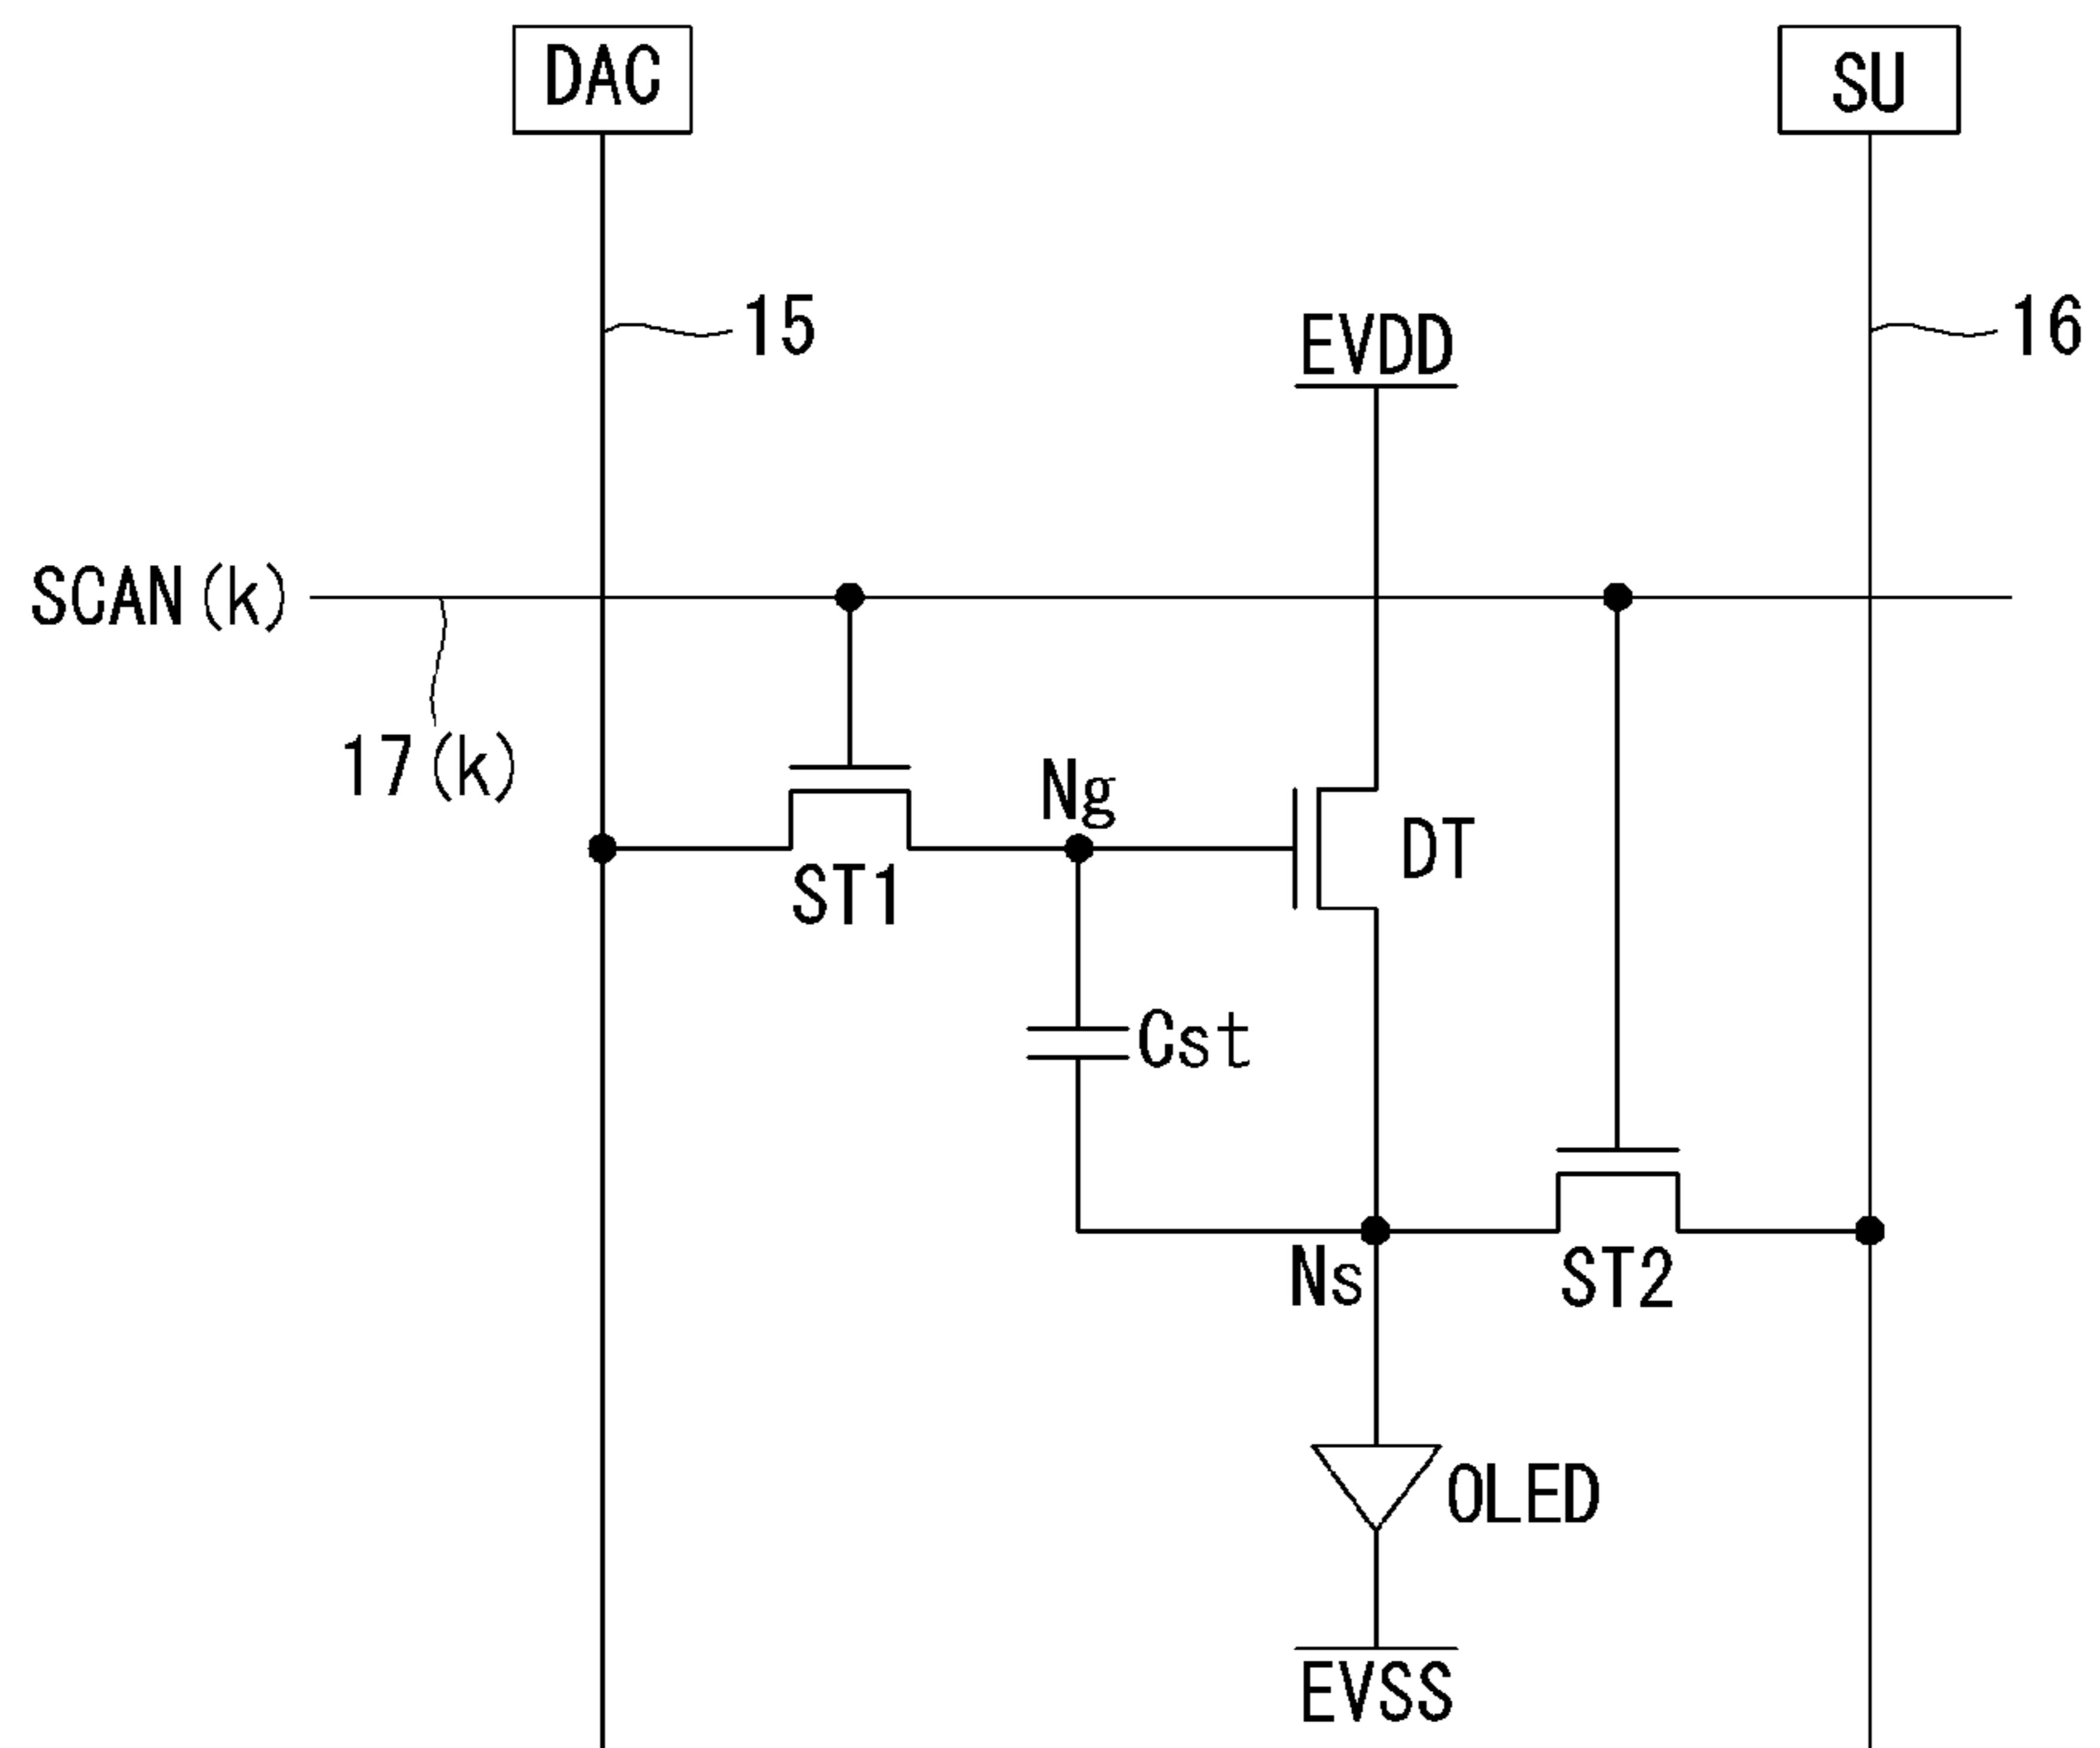 DAC
SU
15
16
EVDD
SCAN(k)
17(k)
Ng
DT
ST1
Cst
Ns
ST2
OLED
EVSS